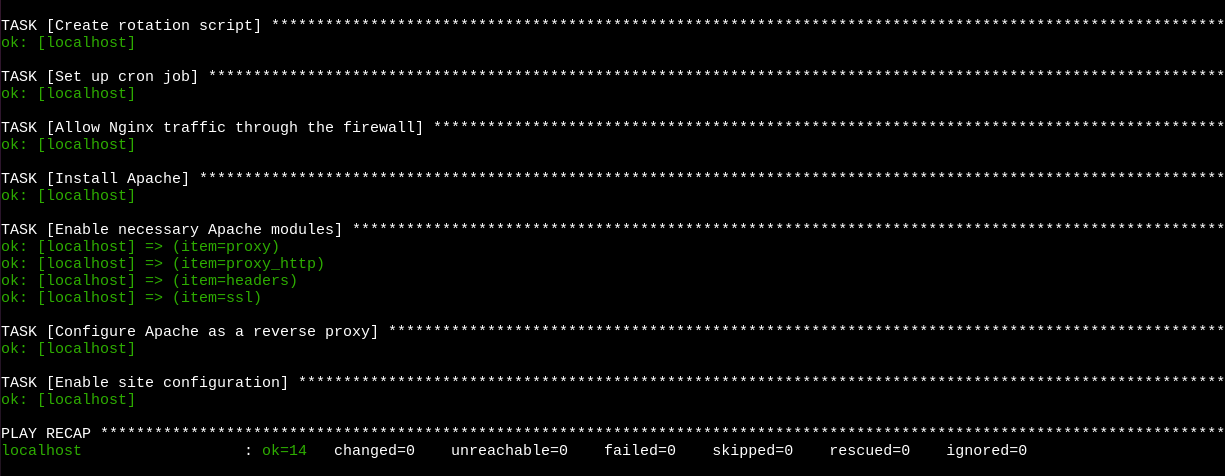 TASK [Create rotation script] **********************************************************************************************************
ok: [localhost]
TASK [Set up cron job] *****************************************************************************************************************
ok: [localhost]
TASK [Allow Nginx traffic through the firewall] ****************************************************************************************
ok: [localhost]
TASK [Install Apache] ******************************************************************************************************************
ok: [localhost]
TASK [Enable necessary Apache modules] *************************************************************************************************
ok: [localhost] => (item=proxy)
ok: [localhost] => (item=proxy_http)
ok: [localhost] => (item=headers)
ok: [localhost] => (item=ssl)
TASK [Configure Apache as a reverse proxy] *********************************************************************************************
ok: [localhost]
TASK [Enable site configuration] *******************************************************************************************************
ok: [localhost]
PLAY RECAP *****************************************************************************************************************************
localhost                  : ok=14   changed=0    unreachable=0    failed=0    skipped=0    rescued=0    ignored=0